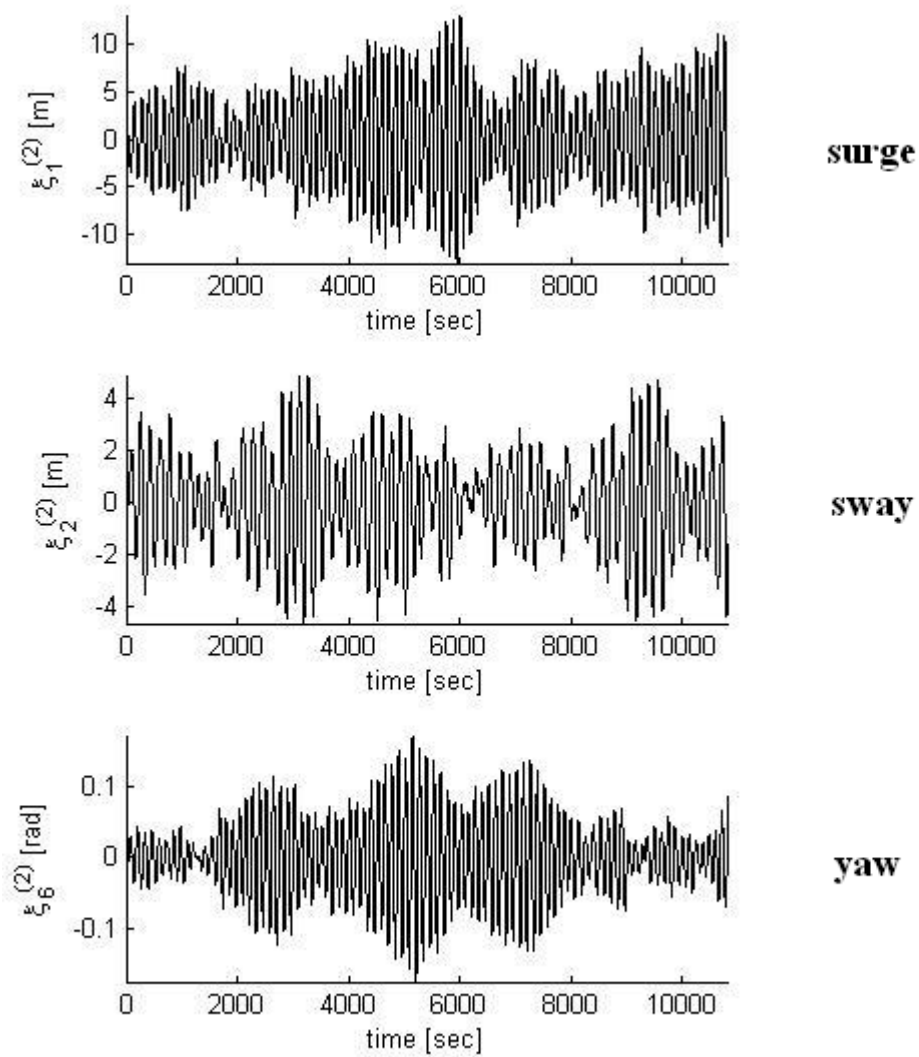 10
5
0
-5
-10
ξ₁⁽²⁾ [m]
0 2000 4000 6000 8000 10000
time [sec]
surge
4
2
0
-2
-4
ξ₂⁽²⁾ [m]
0 2000 4000 6000 8000 10000
time [sec]
sway
0.1
0
-0.1
ξ₆⁽²⁾ [rad]
0 2000 4000 6000 8000 10000
time [sec]
yaw